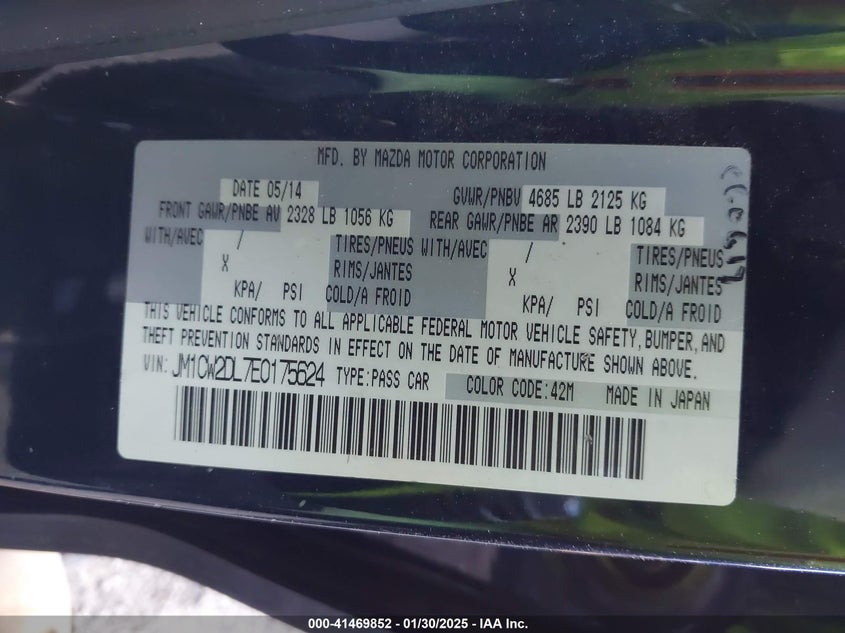 MFD. BY MAZDA MOTOR CORPORATION
DATE 05/14 GVWR/PNBV 4685 LB 2125 KG
FRONT GAWR/PNBE AV 2328 LB 1056 KG REAR GAWR/PNBE AR 2390 LB 1084 KG
WITH/AVEC / TIRES/PNEUS WITH/AVEC / TIRES/PNEUS
X RIMS/JANTES X RIMS/JANTES
KPA/ PSI COLD/A FROID KPA/ PSI COLD/A FROID
THIS VEHICLE CONFORMS TO ALL APPLICABLE FEDERAL MOTOR VEHICLE SAFETY, BUMPER, AND
THEFT PREVENTION STANDARDS IN EFFECT ON THE DATE OF MANUFACTURE SHOWN ABOVE.
VIN: JM1CW2DL7E0175624 TYPE:PASS CAR COLOR CODE:42M MADE IN JAPAN
000-41469852 - 01/30/2025 - IAA Inc.